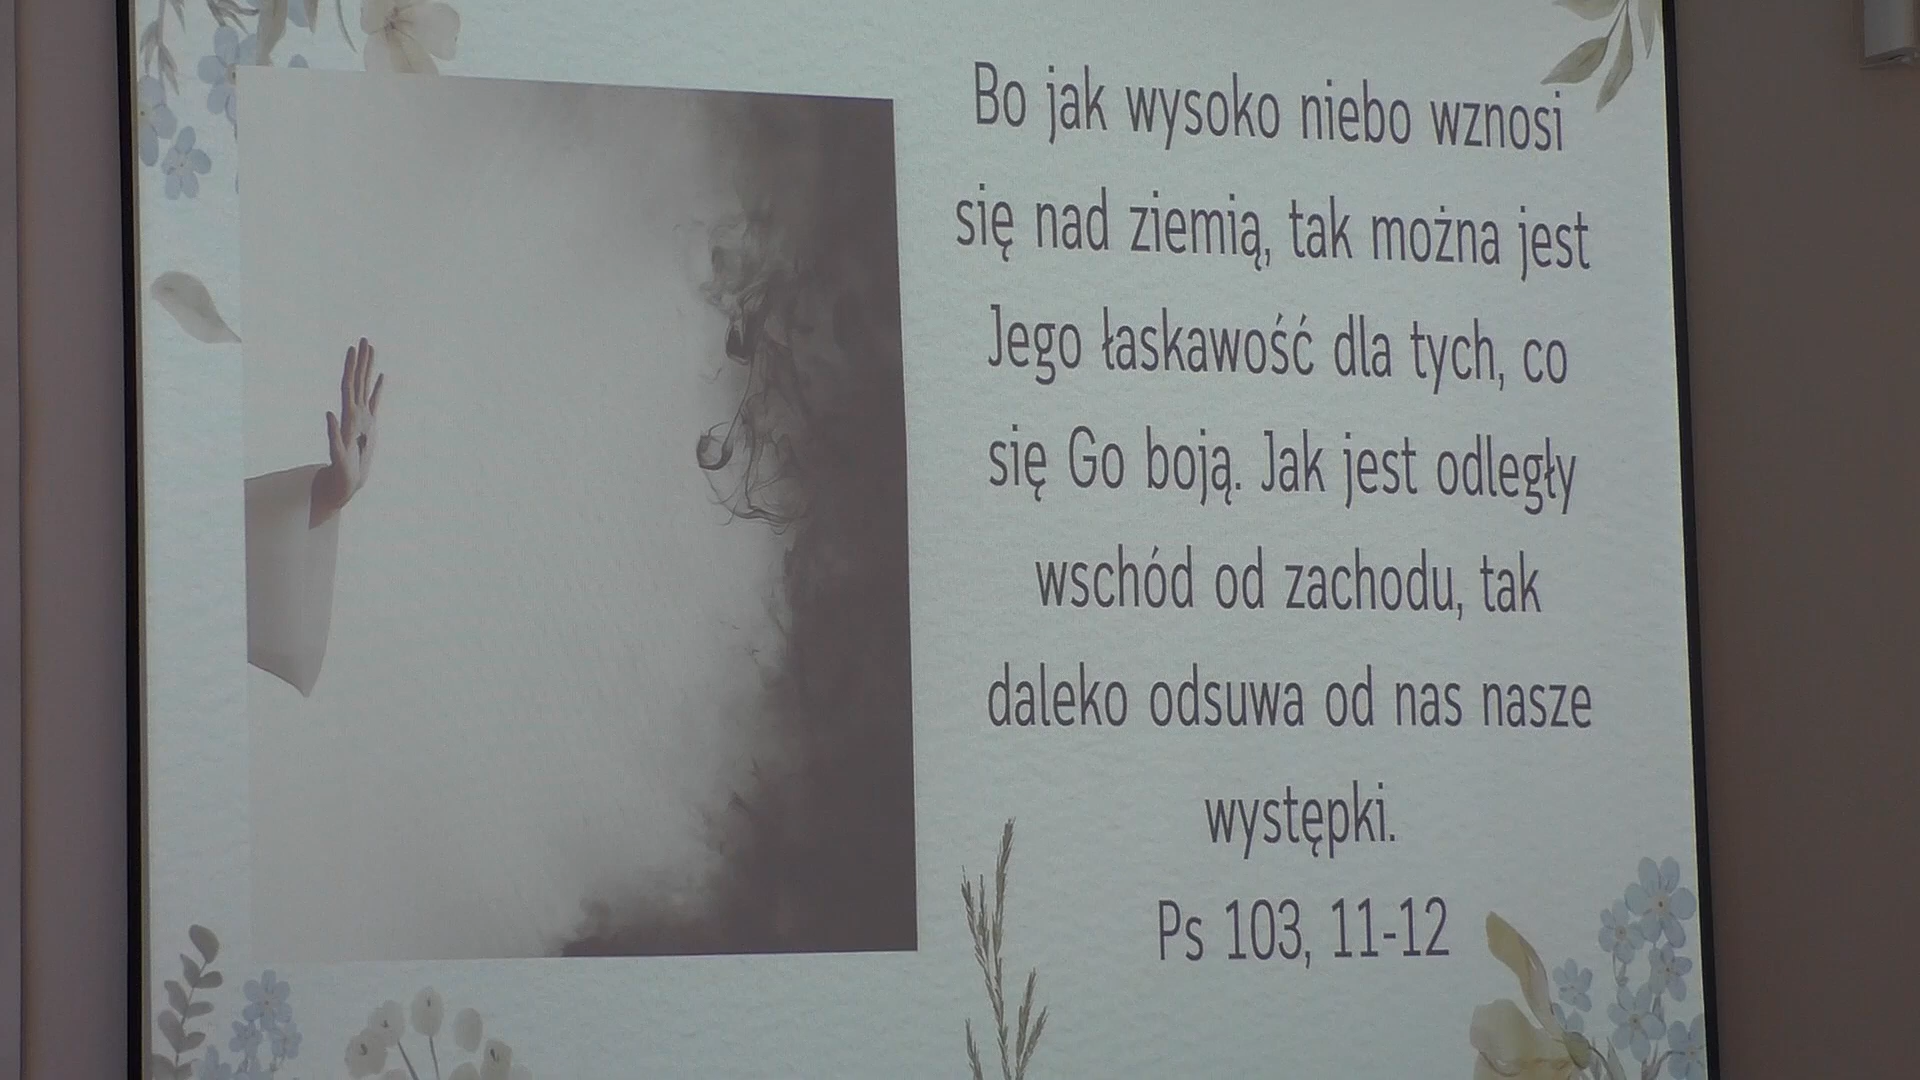 Bo jak wysoko niebo wznosi
się nad ziemią, tak można jest
Jego łaskawość dla tych, co
się Go boją. Jak jest odległy
wschód od zachodu, tak
daleko odsuwa od nas nasze
występki.
Ps 103, 11-12